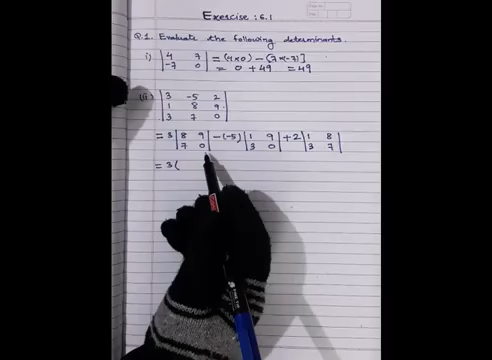 Exercise : 6.1
Q.1. Evaluate the following determinants.
i) | 4 7 | = (4×0) - [7×(-7)]
| -7 0 | = 0 + 49 = 49
(ii) | 3 -5 2 |
| 1 8 9 |
| 3 7 0 |
= 3 | 8 9 | - (-5) | 1 9 | + 2 | 1 8 |
| 7 0 | | 3 0 | | 3 7 |
= 3(